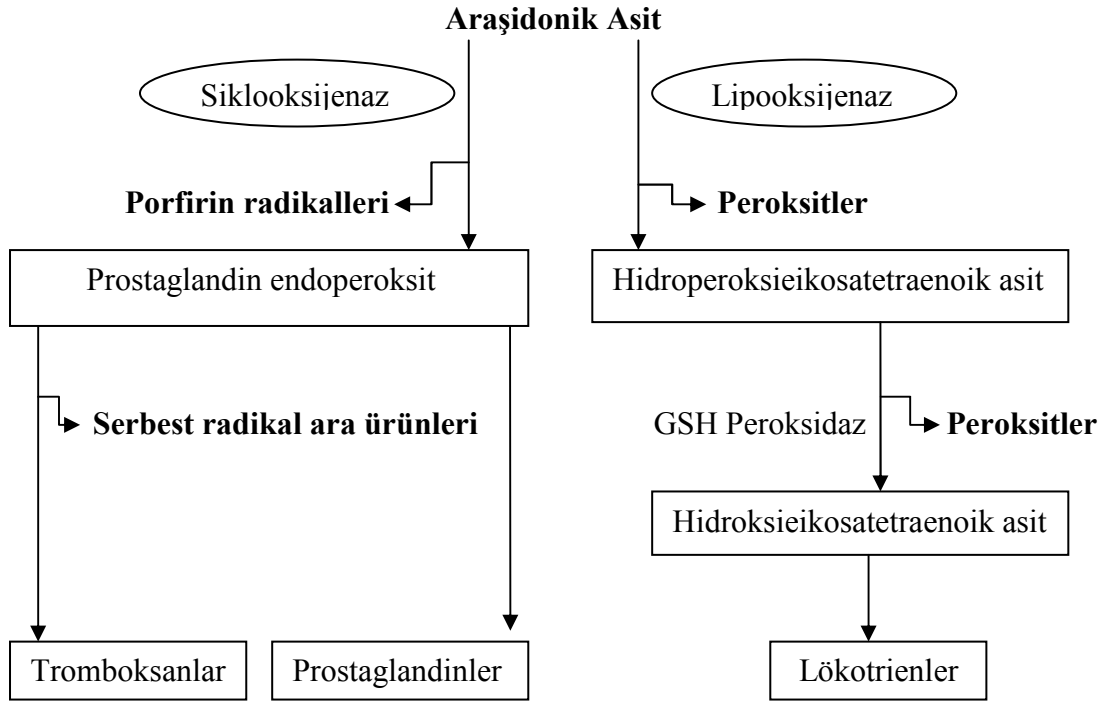 Araşidonik Asit
Siklooksijenaz
Lipooksijenaz
Porfirin radikalleri
Peroksitler
Prostaglandin endoperoksit
Hidroperoksieikosatetraenoik asit
Serbest radikal ara ürünleri
GSH Peroksidaz
Peroksitler
Hidroksieikosatetraenoik asit
Tromboksanlar
Prostaglandinler
Lökotrienler